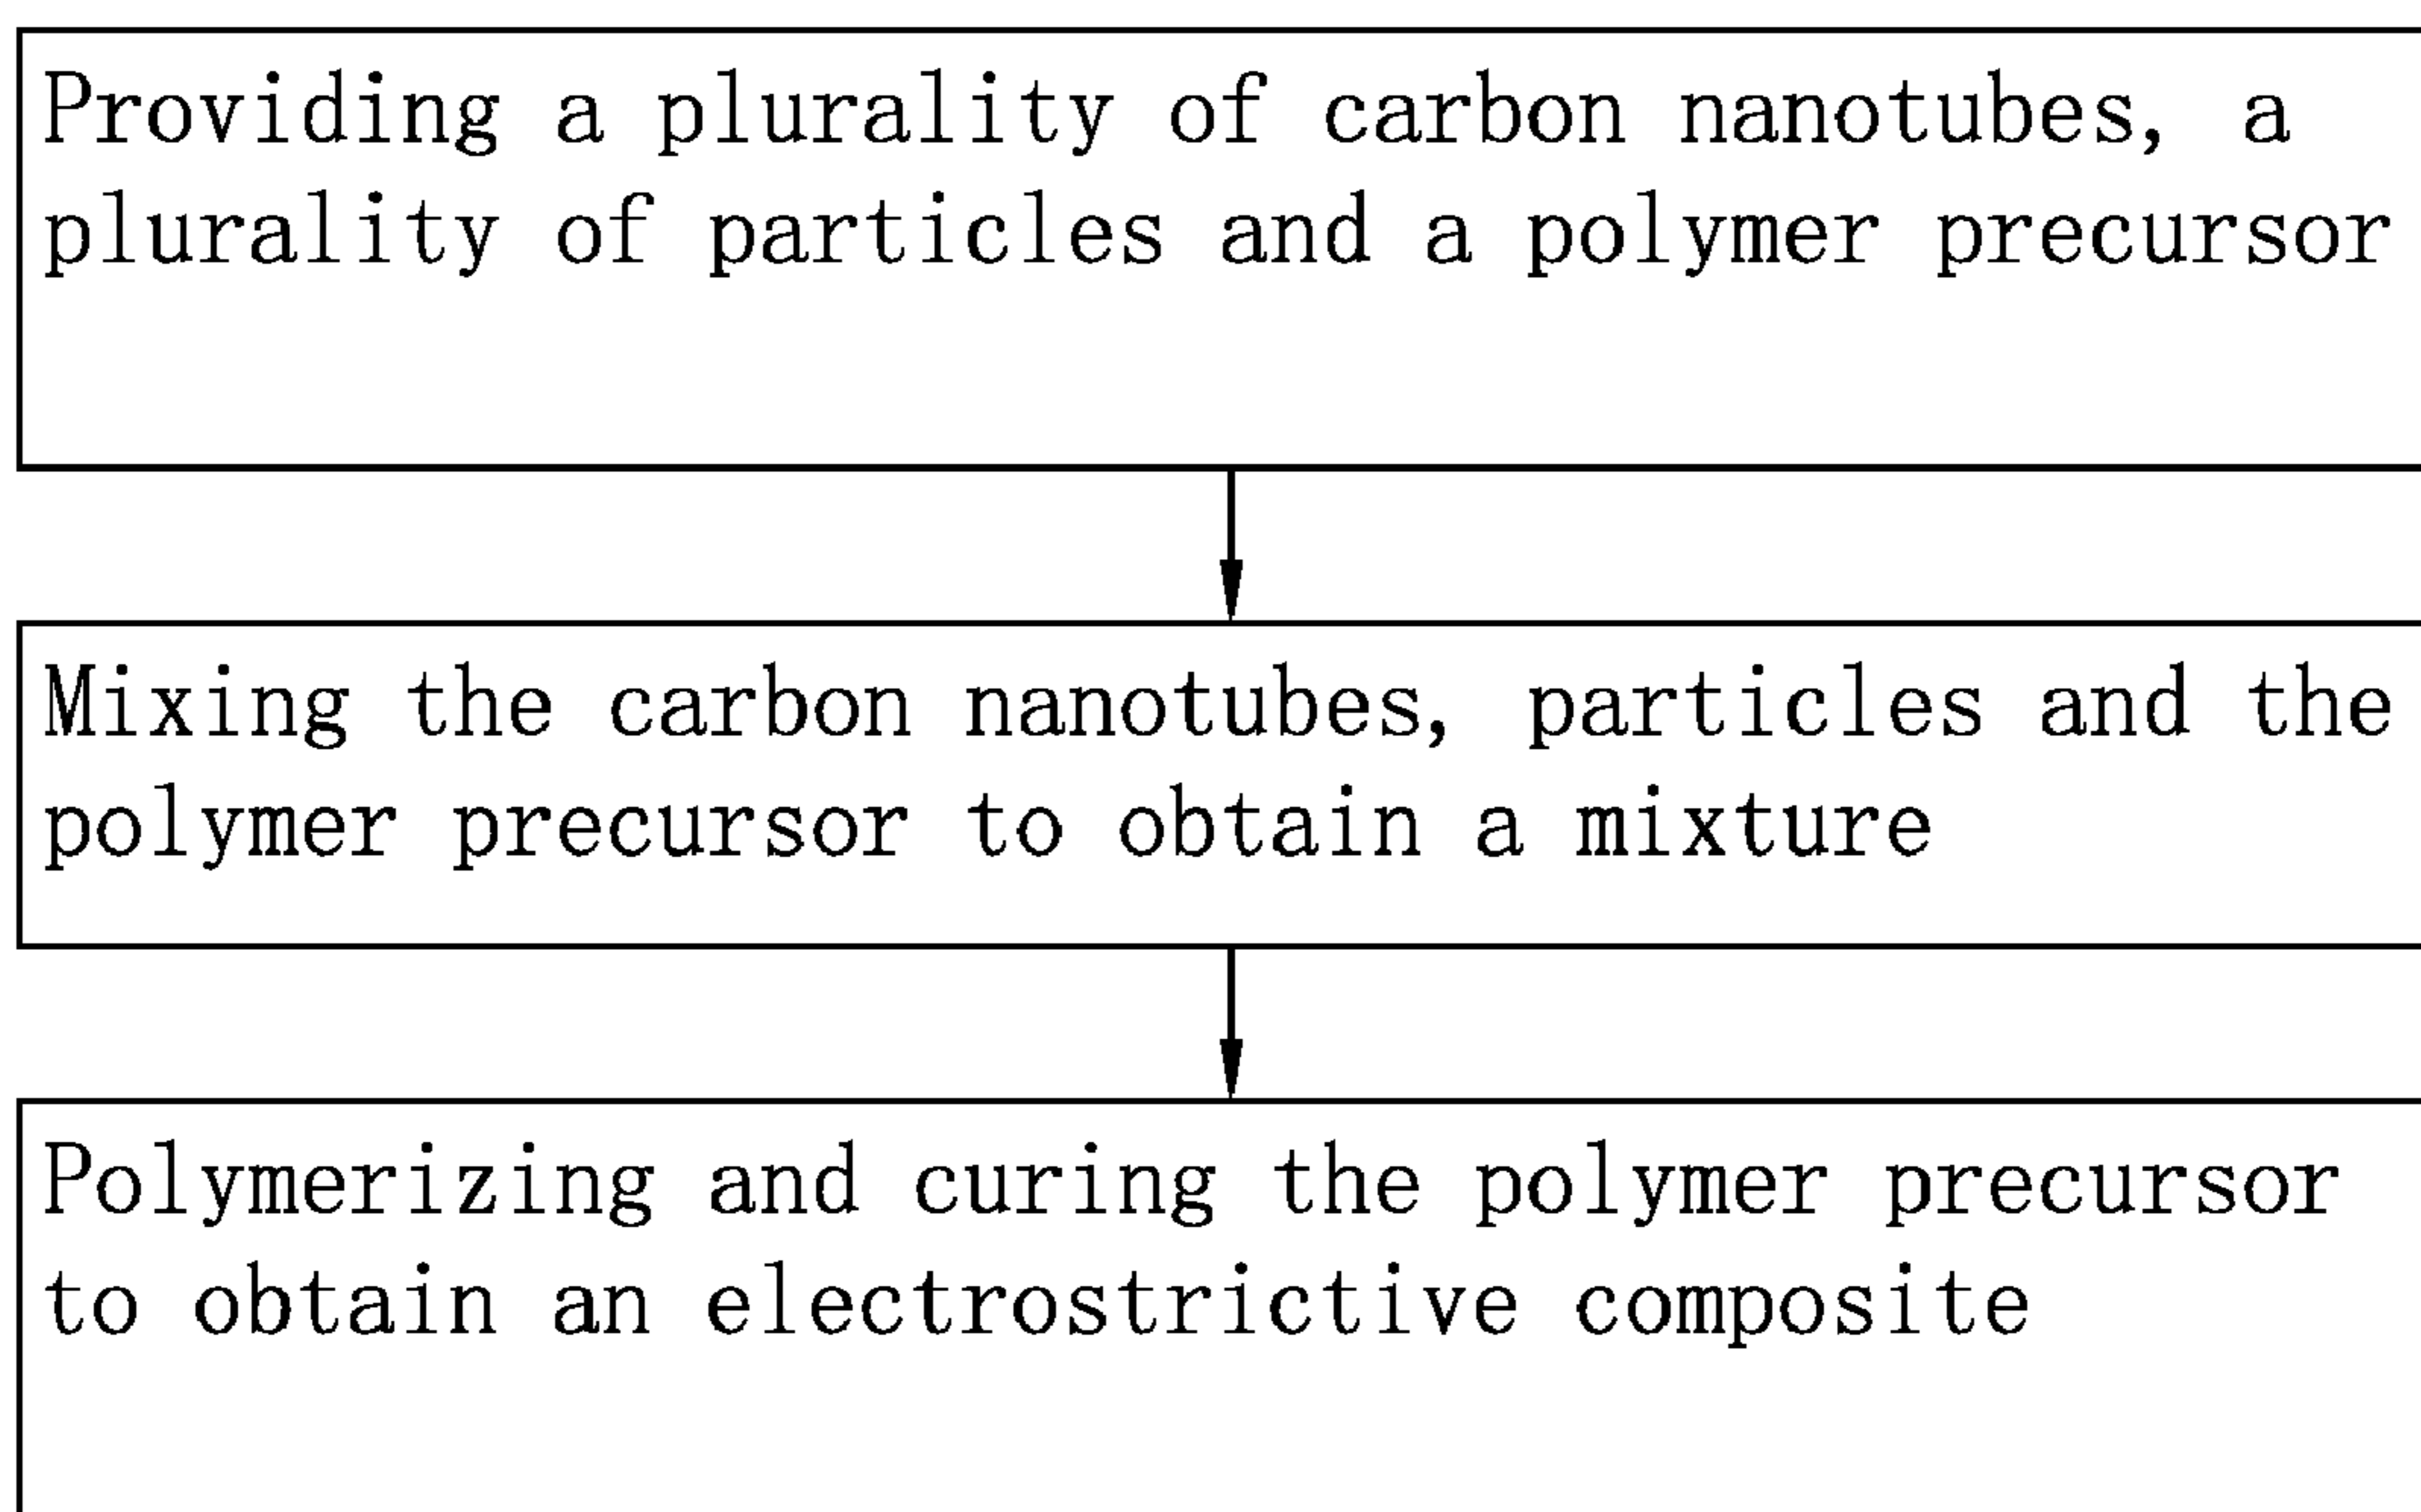 Providing a plurality of carbon nanotubes, a
plurality of particles and a polymer precursor
Mixing the carbon nanotubes, particles and the
polymer precursor to obtain a mixture
Polymerizing and curing the polymer precursor
to obtain an electrostrictive composite